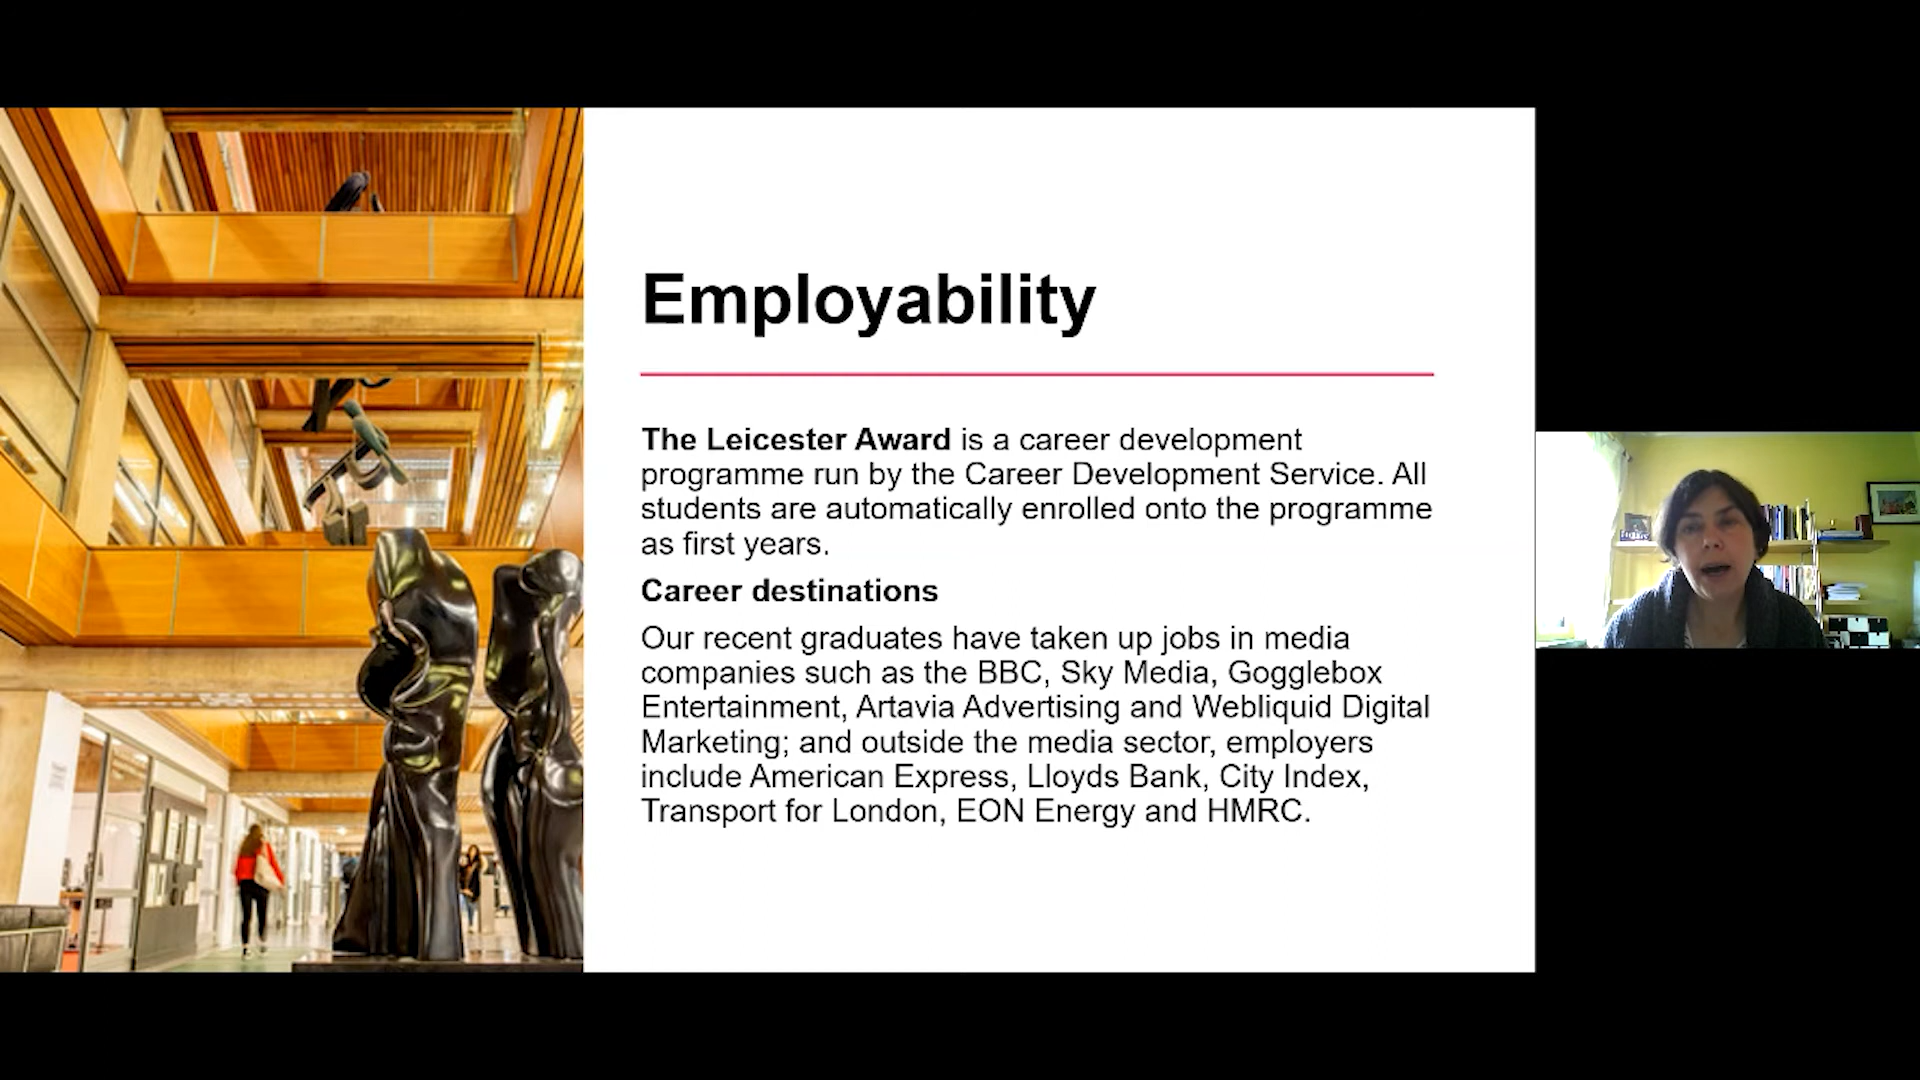 Employability
The Leicester Award is a career development
programme run by the Career Development Service. All
students are automatically enrolled onto the programme
as first years.
Career destinations
Our recent graduates have taken up jobs in media
companies such as the BBC, Sky Media, Gogglebox
Entertainment, Artavia Advertising and Webliquid Digital
Marketing; and outside the media sector, employers
include American Express, Lloyds Bank, City Index,
Transport for London, EON Energy and HMRC.